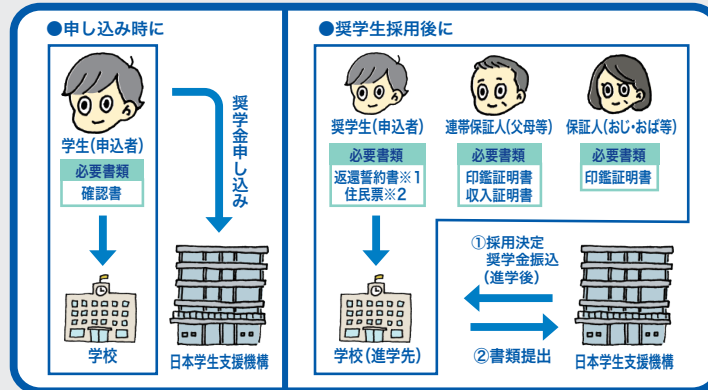 ●申し込み時に
学生(申込者)
必要書類
確認書
学校
奨学金申し込み
日本学生支援機構
●奨学生採用後に
奨学生(申込者)
必要書類
返還誓約書※1
住民票※2
連帯保証人(父母等)
必要書類
印鑑証明書
収入証明書
保証人(おじ・おば等)
必要書類
印鑑証明書
①採用決定
奨学金振込
(進学後)
②書類提出
学校(進学先)
日本学生支援機構